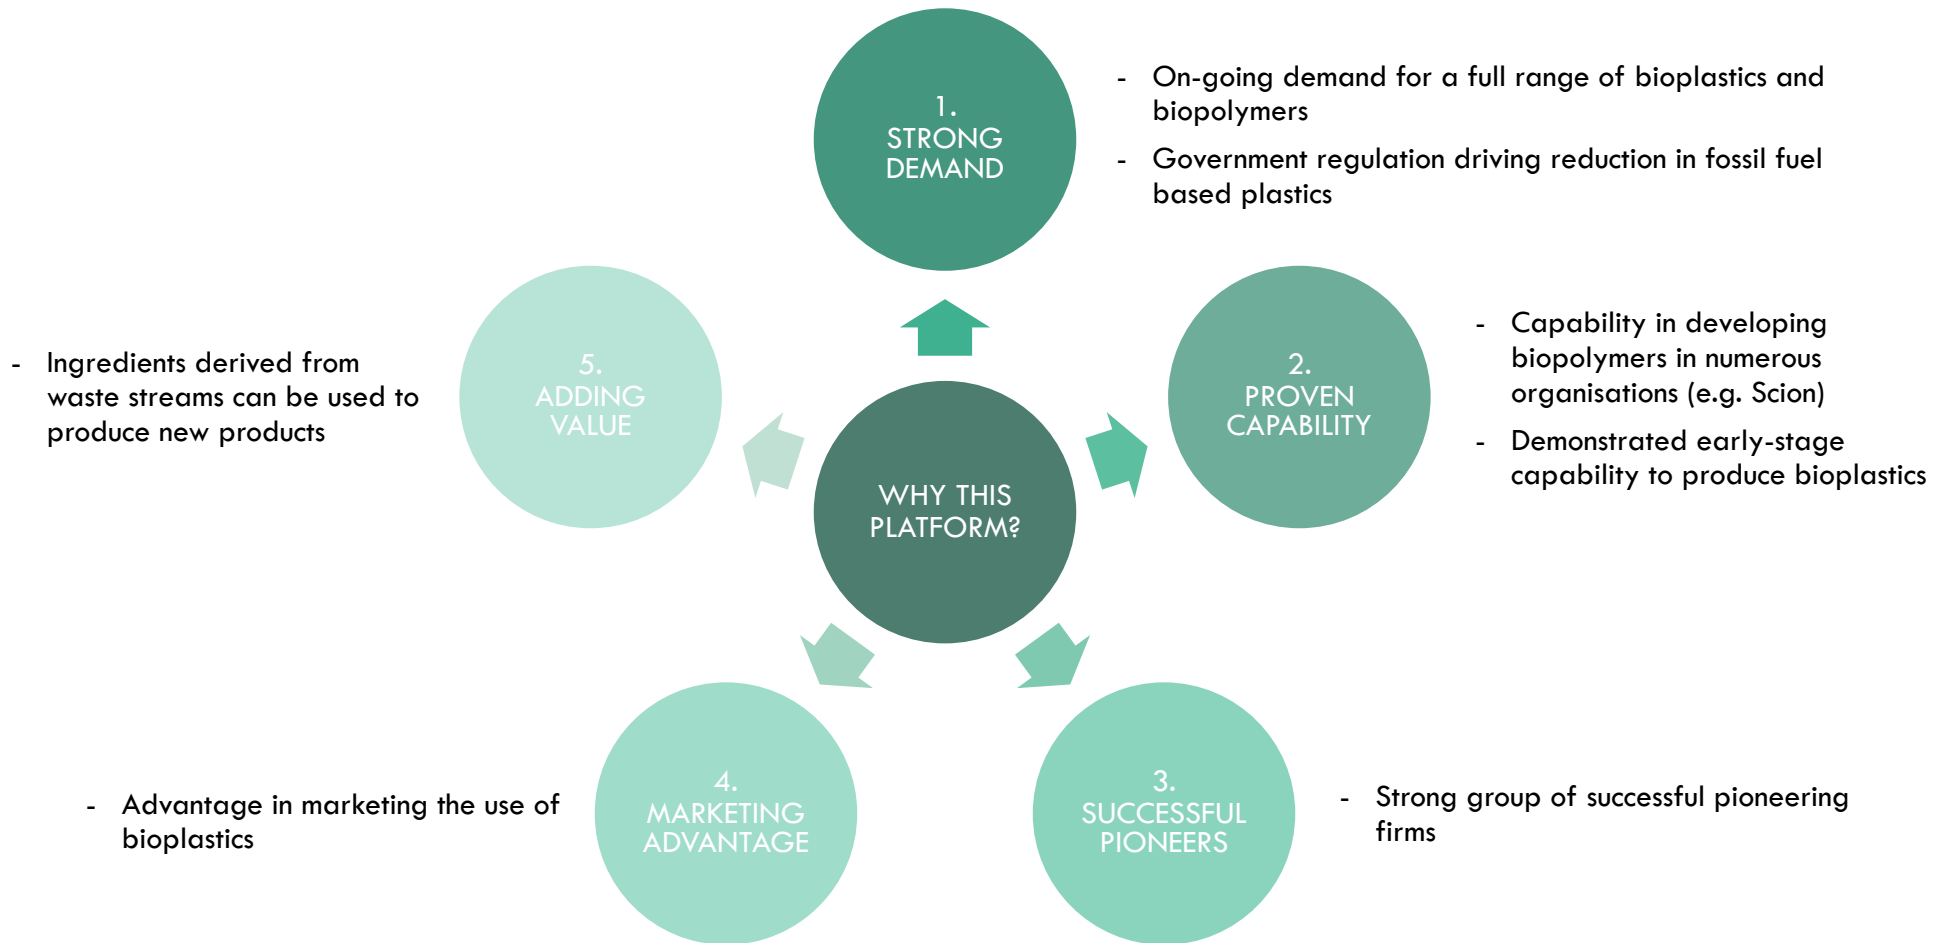 1.
STRONG
DEMAND
- On-going demand for a full range of bioplastics and
biopolymers
- Government regulation driving reduction in fossil fuel
based plastics
2.
PROVEN
CAPABILITY
- Capability in developing
biopolymers in numerous
organisations (e.g. Scion)
- Demonstrated early-stage
capability to produce bioplastics
3.
SUCCESSFUL
PIONEERS
- Strong group of successful pioneering
firms
4.
MARKETING
ADVANTAGE
- Advantage in marketing the use of
bioplastics
5.
ADDING
VALUE
- Ingredients derived from
waste streams can be used to
produce new products
WHY THIS
PLATFORM?